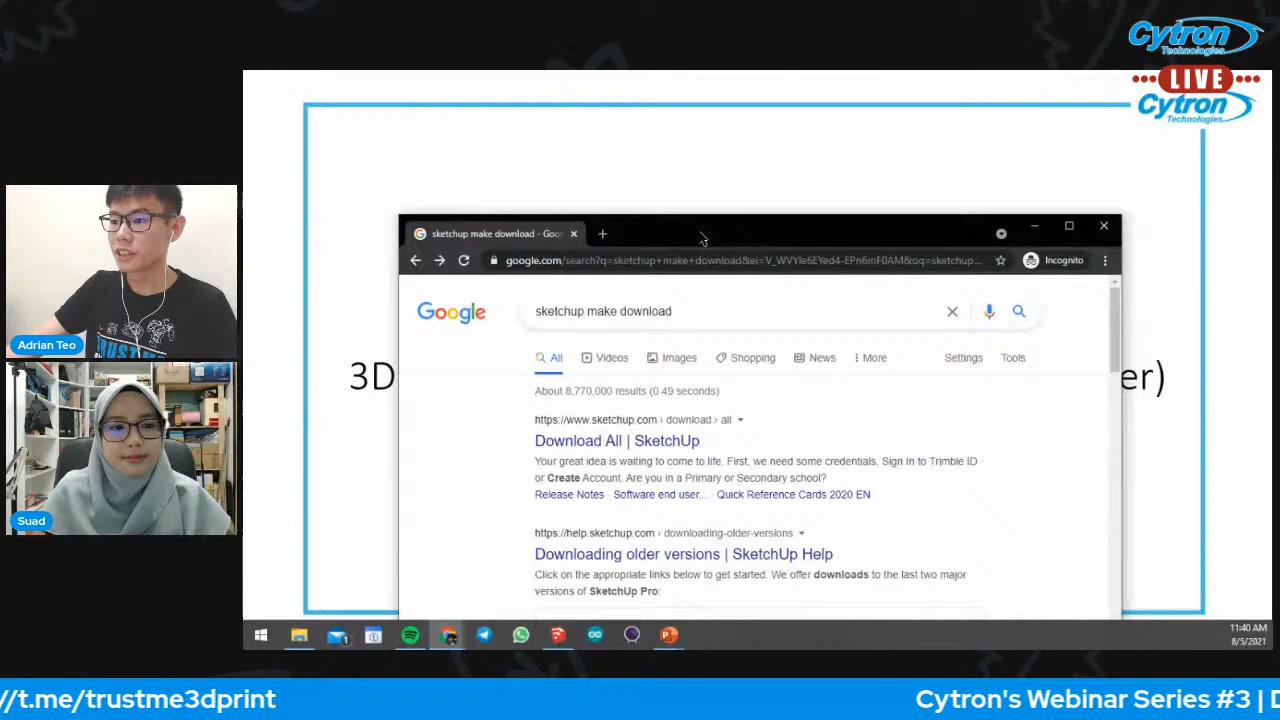 Cytron
Technologies
LIVE
Cytron
Technologies
sketchup make download - Goo
google.com/search?q=sketchup+make+download&ei=V_WVYIe6EYed4-EPn6mF0AM&oq=sketchup...
Incognito
Google
sketchup make download
All
Videos
Images
Shopping
News
More
Settings
Tools
About 8,770,000 results (0.49 seconds)
3D
er)
https://www.sketchup.com › download › all
Download All | SketchUp
Your great idea is waiting to come to life. First, we need some credentials. Sign In to Trimble ID
or Create Account. Are you in a Primary or Secondary school?
Release Notes · Software end user... · Quick Reference Cards 2020 EN
https://help.sketchup.com › downloading-older-versions
Downloading older versions | SketchUp Help
Click on the appropriate links below to get started. We offer downloads to the last two major
versions of SketchUp Pro:
Adrian Teo
TRUST ME
Suad
1
11:40 AM
8/5/2021
//t.me/trustme3dprint
Cytron's Webinar Series #3 | D